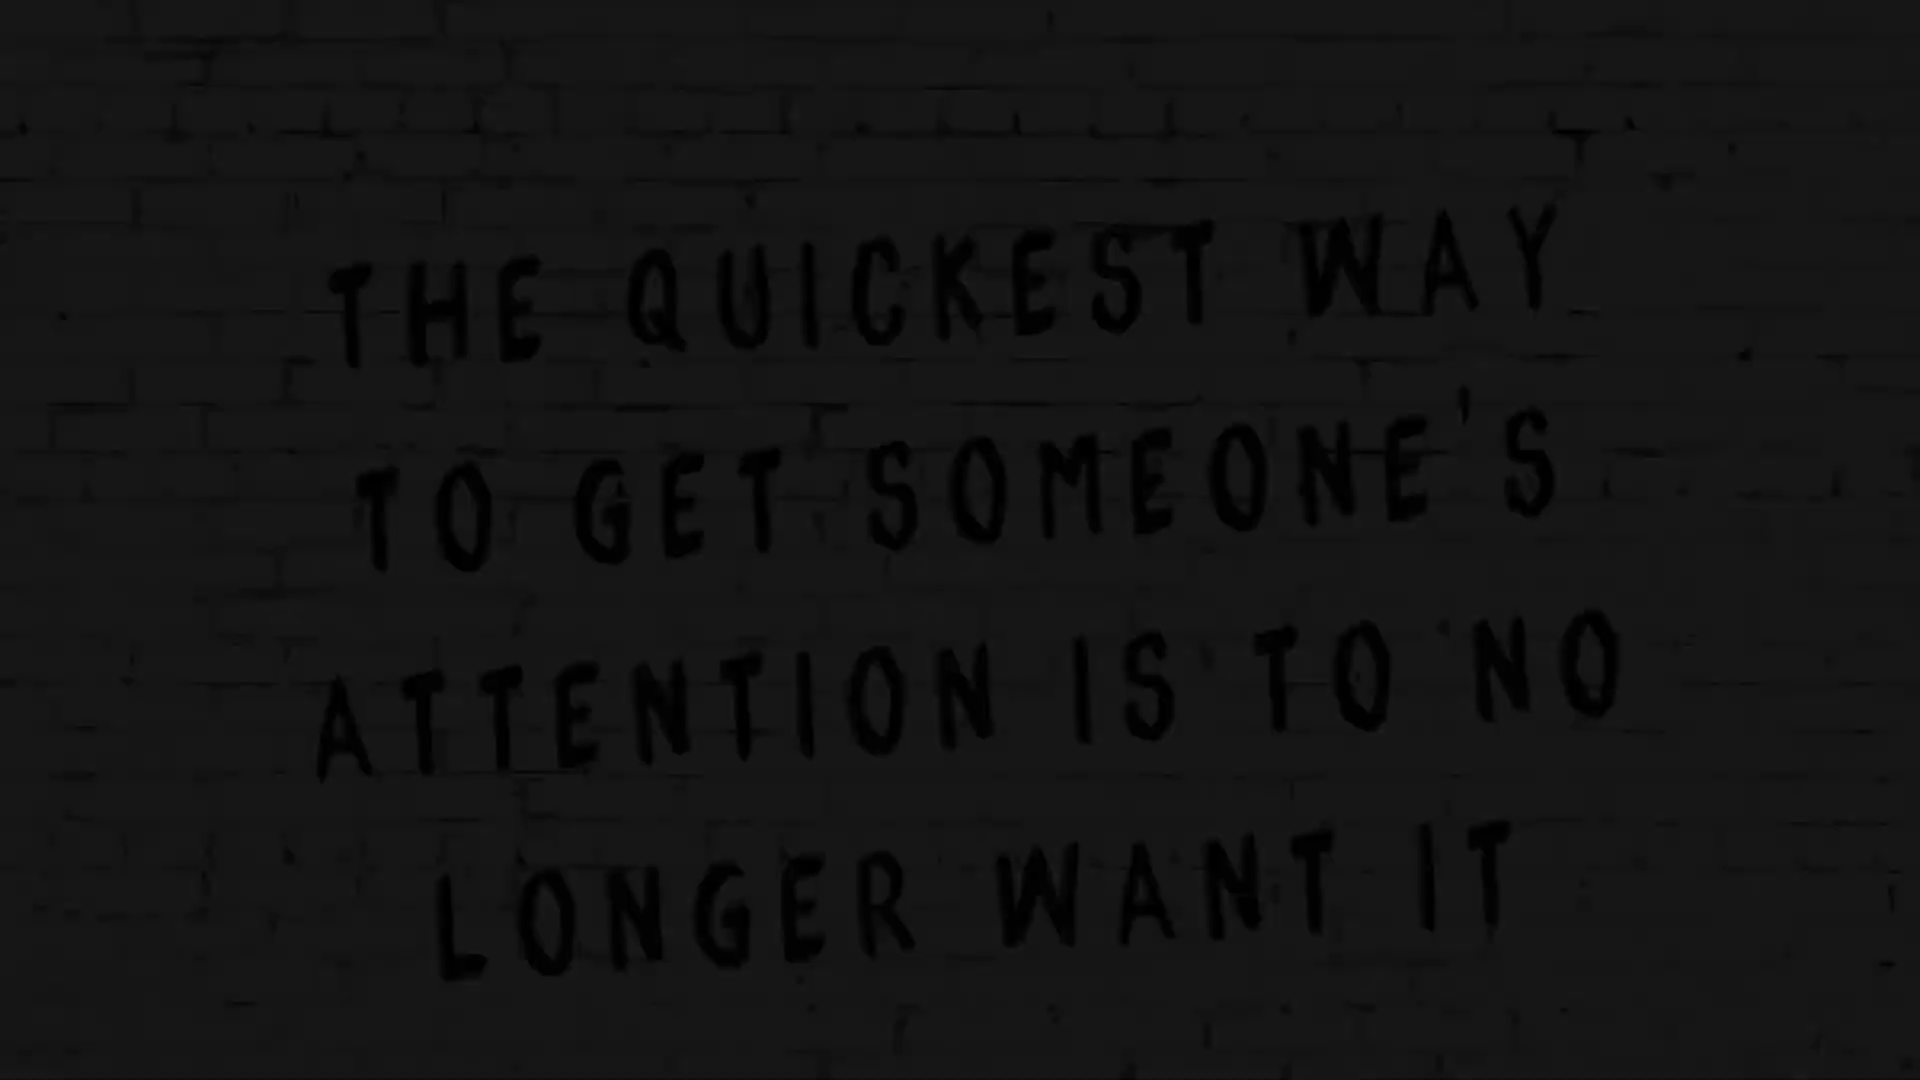 THE QUICKEST WAY
TO GET SOMEONE'S
ATTENTION IS TO NO
LONGER WANT IT